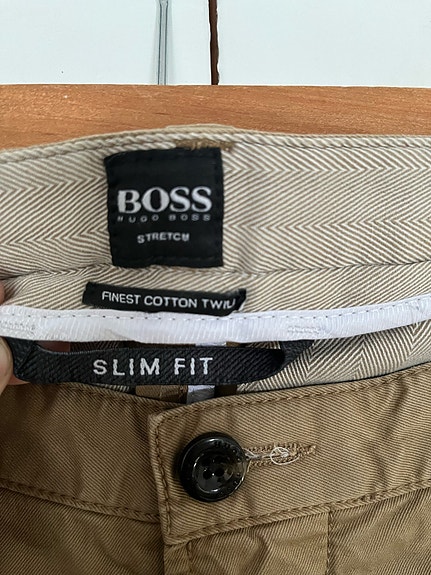 BOSS
HUGO BOSS
STRETCH
FINEST COTTON TWILL
SLIM FIT